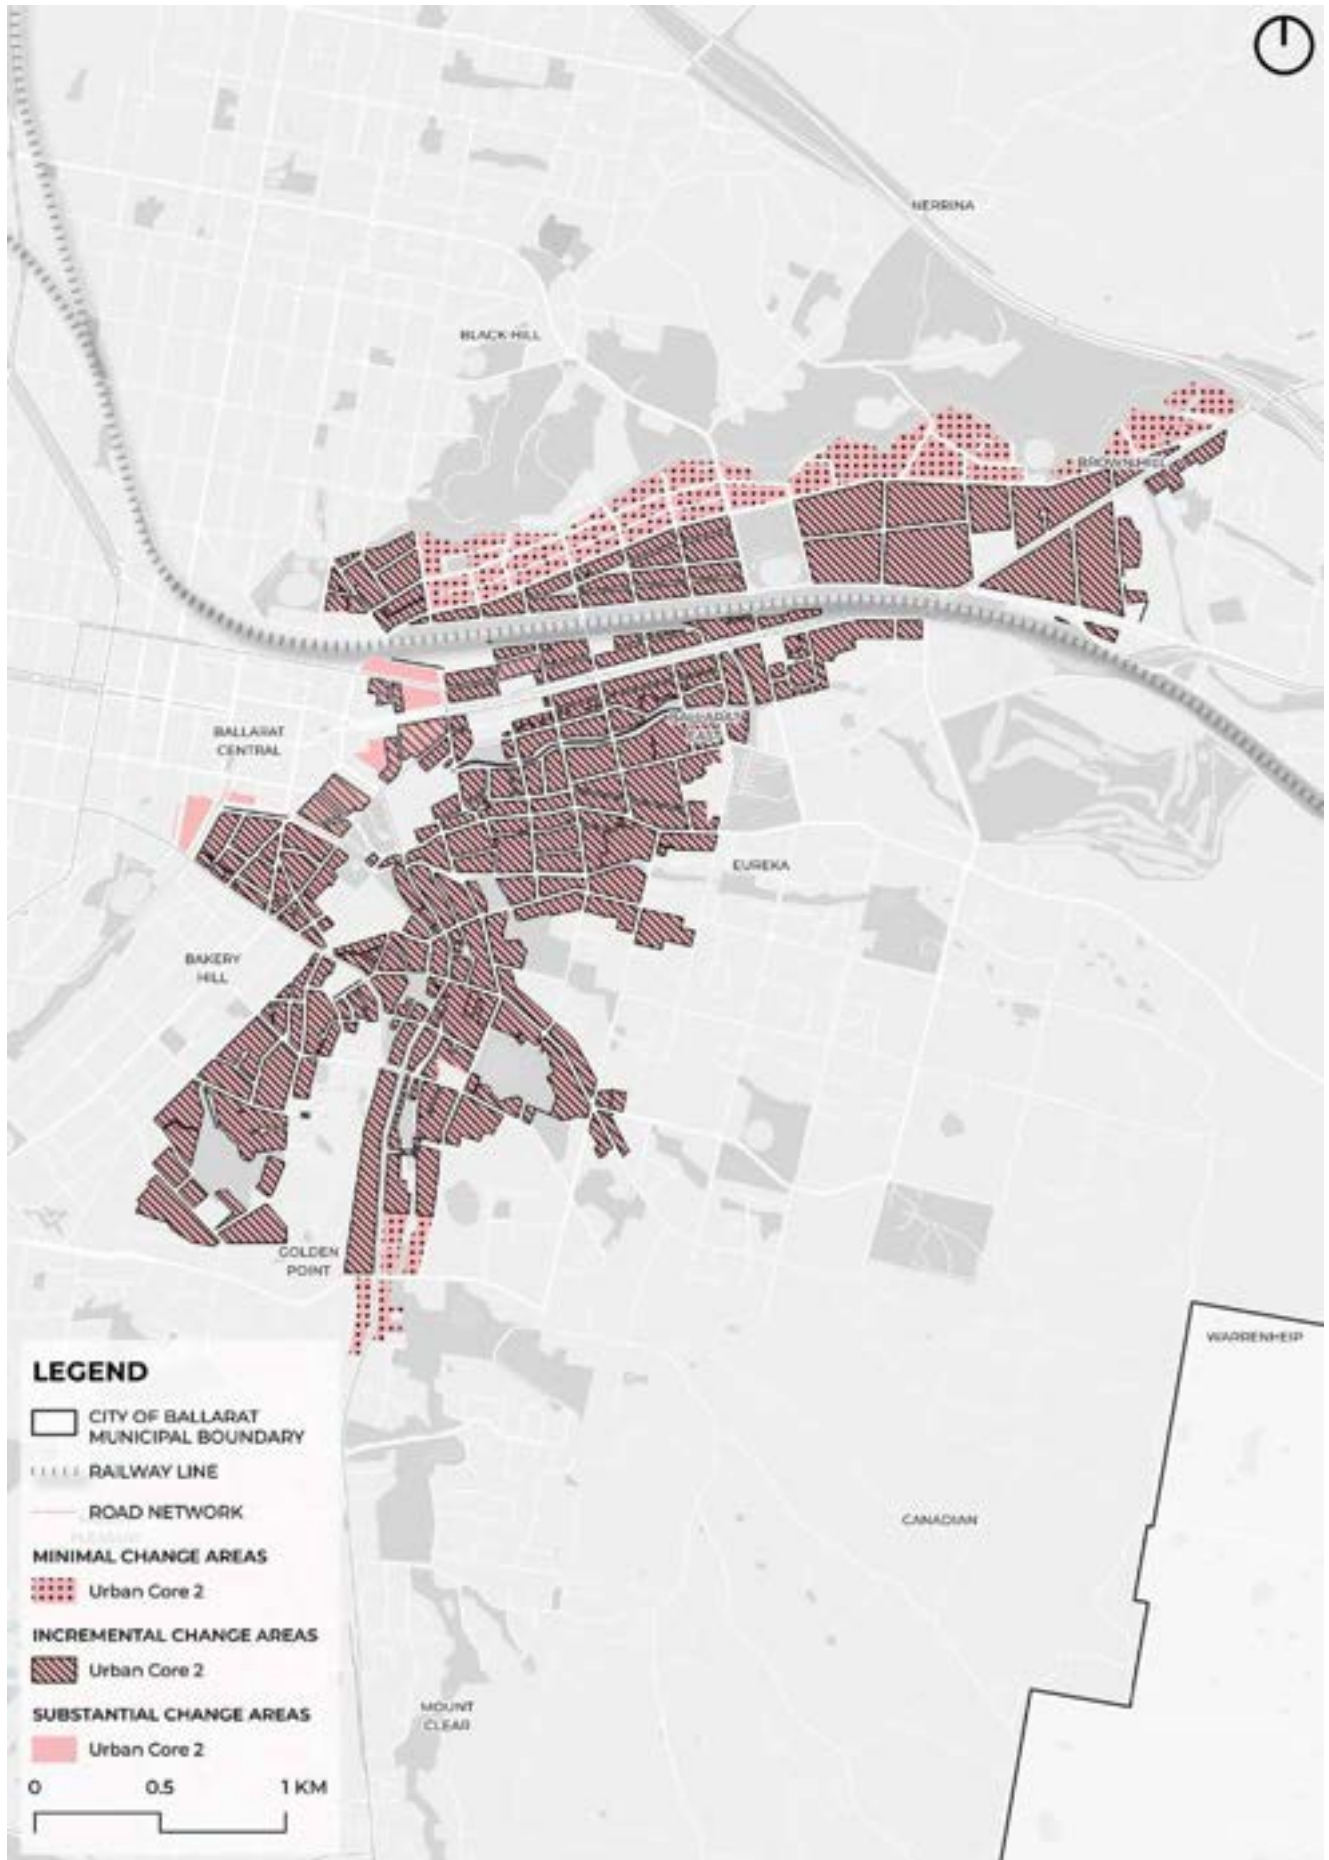 NERRINA
BLACK HILL
BROWN HILL
BALLARAT
CENTRAL
BALLARAT
EAST
EUREKA
BAKERY
HILL
GOLDEN
POINT
WARRENHEIP
CANADIAN
MOUNT
CLEAR
LEGEND
CITY OF BALLARAT
MUNICIPAL BOUNDARY
RAILWAY LINE
ROAD NETWORK
MINIMAL CHANGE AREAS
Urban Core 2
INCREMENTAL CHANGE AREAS
Urban Core 2
SUBSTANTIAL CHANGE AREAS
Urban Core 2
0 0.5 1 KM